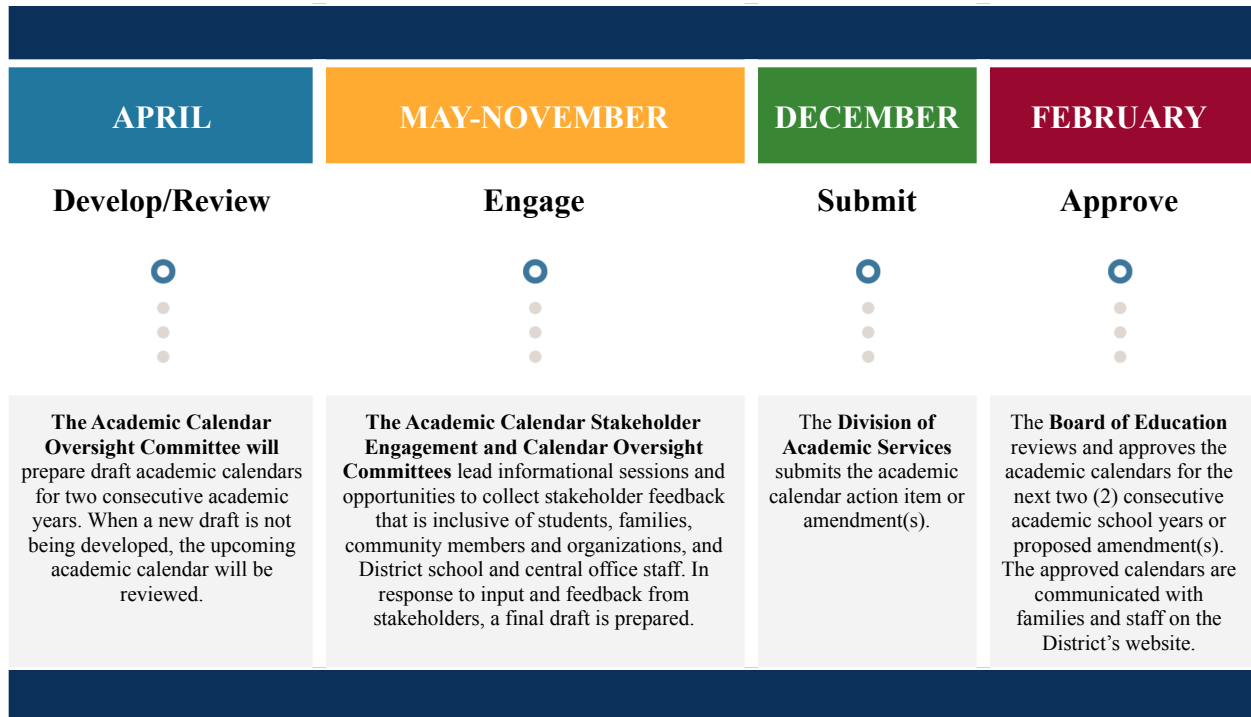 APRIL
Develop/Review
The Academic Calendar
Oversight Committee will
prepare draft academic calendars
for two consecutive academic
years. When a new draft is not
being developed, the upcoming
academic calendar will be
reviewed.
MAY-NOVEMBER
Engage
The Academic Calendar Stakeholder
Engagement and Calendar Oversight
Committees lead informational sessions and
opportunities to collect stakeholder feedback
that is inclusive of students, families,
community members and organizations, and
District school and central office staff. In
response to input and feedback from
stakeholders, a final draft is prepared.
DECEMBER
Submit
The Division of
Academic Services
submits the academic
calendar action item or
amendment(s).
FEBRUARY
Approve
The Board of Education
reviews and approves the
academic calendars for the
next two (2) consecutive
academic school years or
proposed amendment(s).
The approved calendars are
communicated with
families and staff on the
District’s website.